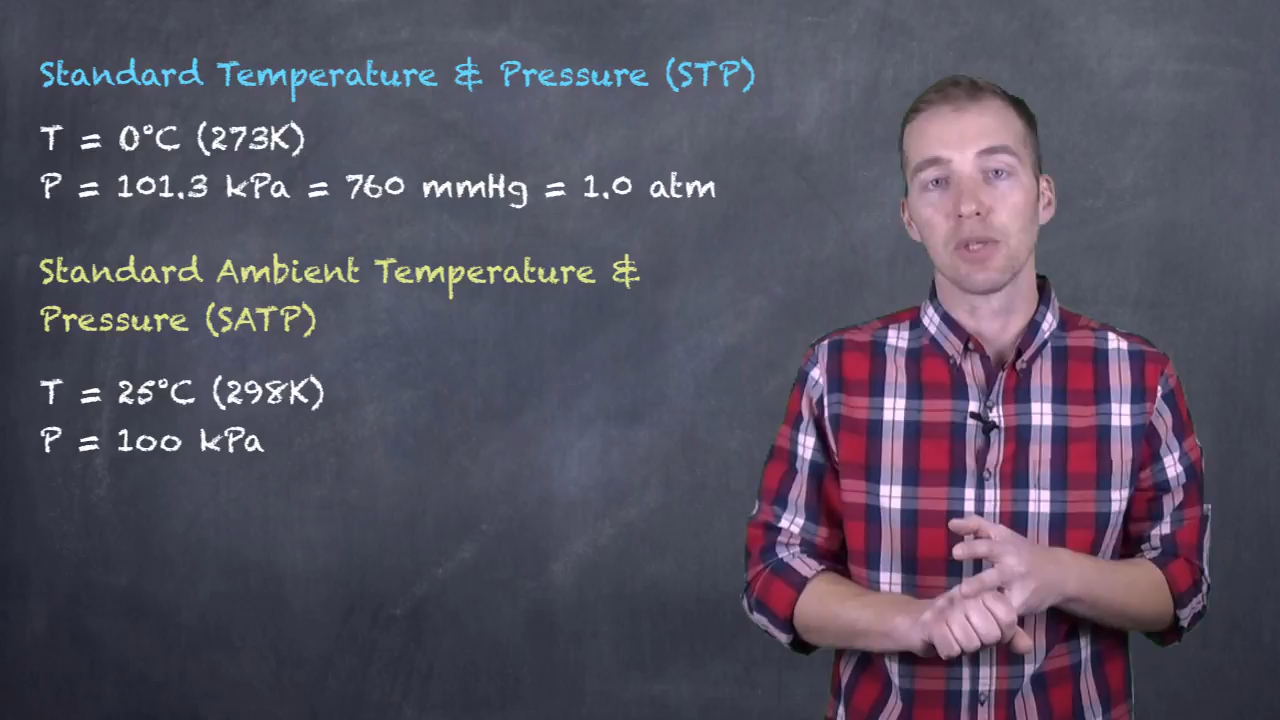 Standard Temperature & Pressure (STP)
T = 0°C (273K)
P = 101.3 kPa = 760 mmHg = 1.0 atm
Standard Ambient Temperature &
Pressure (SATP)
T = 25°C (298K)
P = 100 kPa